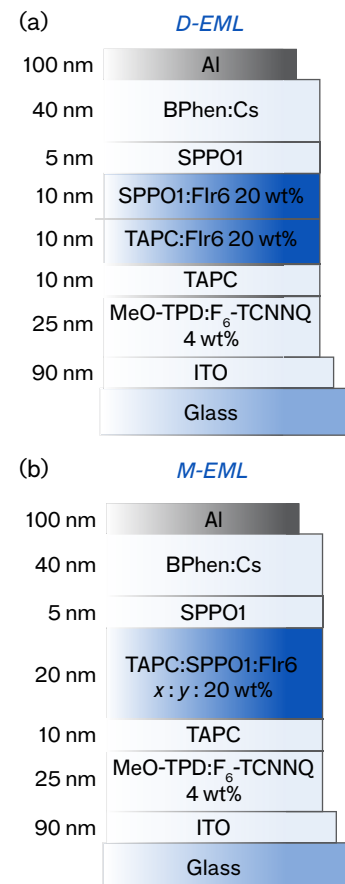 (a)
D-EML
100 nm Al
40 nm BPhen:Cs
5 nm SPPO1
10 nm SPPO1:FIr6 20 wt%
10 nm TAPC:FIr6 20 wt%
10 nm TAPC
25 nm MeO-TPD:F₆-TCNNQ
4 wt%
90 nm ITO
Glass
(b)
M-EML
100 nm Al
40 nm BPhen:Cs
5 nm SPPO1
20 nm TAPC:SPPO1:FIr6
x : y : 20 wt%
10 nm TAPC
25 nm MeO-TPD:F₆-TCNNQ
4 wt%
90 nm ITO
Glass